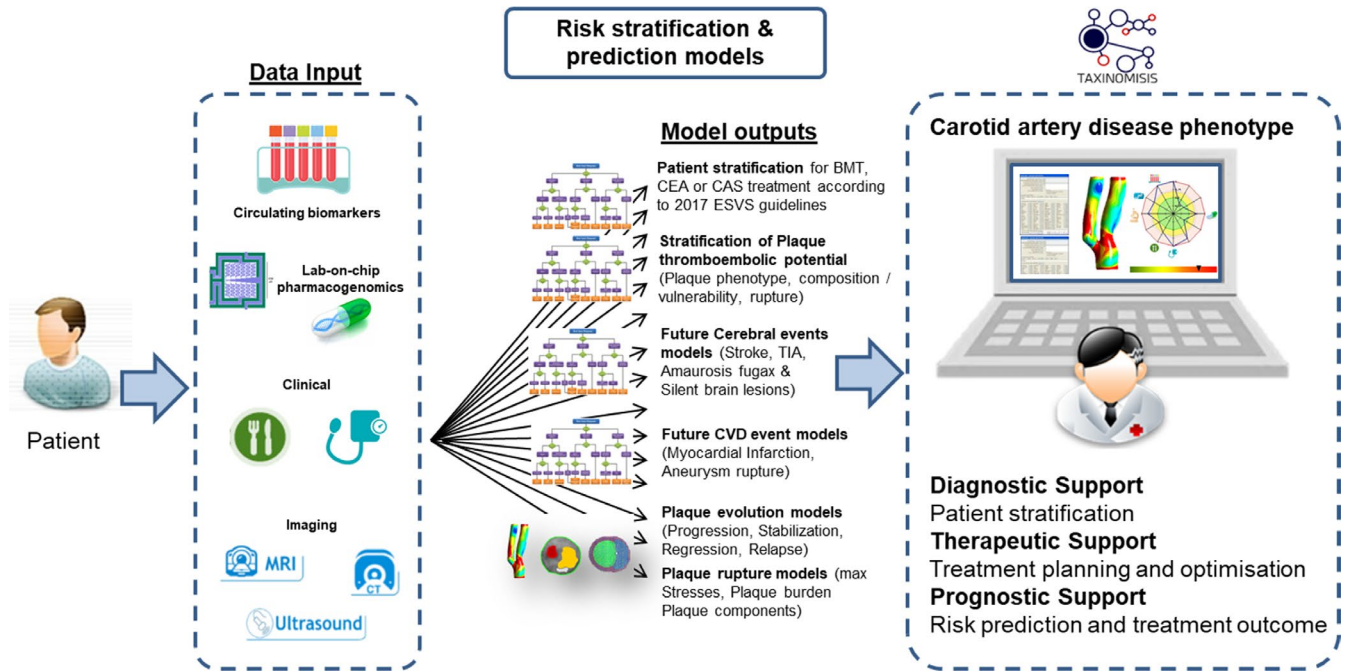 Risk stratification &
prediction models
TAXINOMISIS
Patient
Data Input
Circulating biomarkers
Lab-on-chip
pharmacogenomics
Clinical
Imaging
MRI
CT
Ultrasound
Model outputs
Patient stratification for BMT,
CEA or CAS treatment according
to 2017 ESVS guidelines
Stratification of Plaque
thromboembolic potential
(Plaque phenotype, composition /
vulnerability, rupture)
Future Cerebral events
models (Stroke, TIA,
Amaurosis fugax &
Silent brain lesions)
Future CVD event models
(Myocardial Infarction,
Aneurysm rupture)
Plaque evolution models
(Progression, Stabilization,
Regression, Relapse)
Plaque rupture models (max
Stresses, Plaque burden
Plaque components)
Carotid artery disease phenotype
Diagnostic Support
Patient stratification
Therapeutic Support
Treatment planning and optimisation
Prognostic Support
Risk prediction and treatment outcome